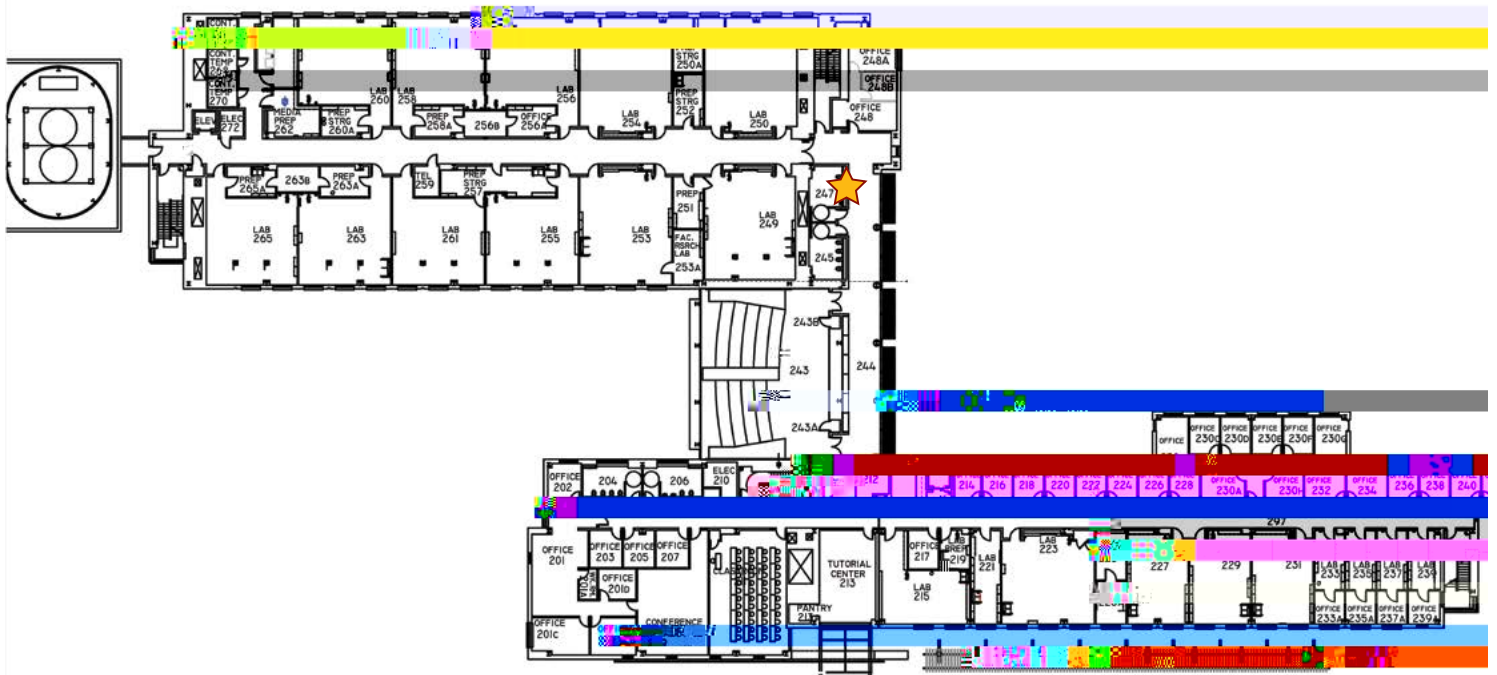 CONT.
CONT.
TEMP
CONT.
TEMP
270
ELEV
ELEC
272
MEDIA
PREP
262
PREP
STRG
260A
LAB
260
LAB
258
PREP
258A
256B
OFFICE
256A
LAB
256
LAB
254
STRG
250A
PREP
STRG
252
LAB
250
OFFICE
248A
OFFICE
248B
OFFICE
248
PREP
265A
263B
PREP
263A
TEL
259
PREP
STRG
257
PREP
251
247
LAB
265
LAB
263
LAB
261
LAB
255
LAB
253
FAC.
RSRCH
LAB
253A
LAB
249
245
243B
243
244
243A
OFFICE
OFFICE
230C
OFFICE
230D
OFFICE
230E
OFFICE
230F
OFFICE
230G
OFFICE
202
204
206
ELEC
210
212
214
216
218
220
222
224
226
228
OFFICE
230A
OFFICE
230H
OFFICE
232
OFFICE
234
236
238
240
297
OFFICE
201
OFFICE
203
OFFICE
205
OFFICE
207
OFFICE
201D
201A
OFFICE
201C
CONFERENCE
TUTORIAL
CENTER
213
PANTRY
OFFICE
217
LAB
PREP
219
LAB
215
LAB
221
LAB
223
227
229
231
LAB
233
LAB
235
LAB
237
LAB
239
233A
235A
237A
239A